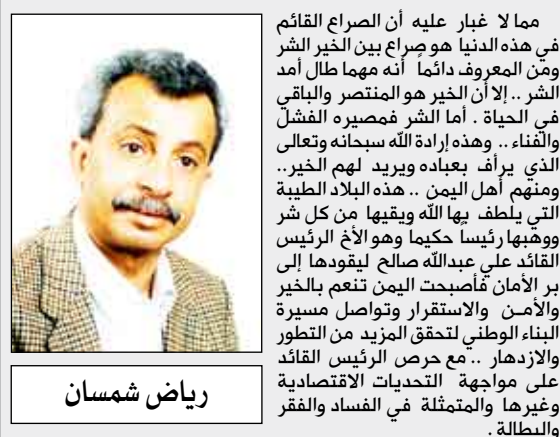 مما لا غبار عليه أن الصراع القائم
في هذه الدنيا هو صراع بين الخير الشر
ومن المعروف دائماً أنه مهما طال أمد
الشر .. إلا أن الخير هو المنتصر والباقي
في الحياة . أما الشر فمصيره الفشل
والفناء .. وهذه إرادة الله سبحانه وتعالى
الذي يرأف بعباده ويريد لهم الخير..
ومنهم أهل اليمن .. هذه البلاد الطيبة
التي يلطف بها الله ويقيها من كل شر
ووهبها رئيساً حكيما وهو الأخ الرئيس
القائد علي عبدالله صالح ليقودها إلى
بر الأمان فأصبحت اليمن تنعم بالخير
والأمـن والاستقرار وتواصل مسيرة
البناء الوطني لتحقق المزيد من التطور
والازدهار ..مع حرص الرئيس القائد
على مواجهة التحديات الاقتصادية
وغيرها والمتمثلة في الفساد والفقر
والبطالة .
رياض شمسان